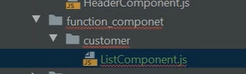 HeaderComponent.js
function_componet
customer
ListComponent.js